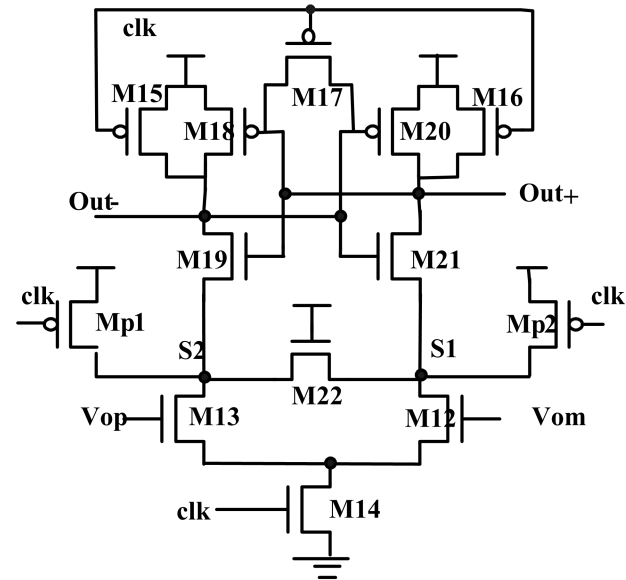 clk
M15
M17
M16
M18
M20
Out-
Out+
M19
M21
clk
Mp1
Mp2
clk
S2
S1
M22
Vop
M13
M12
Vom
clk
M14